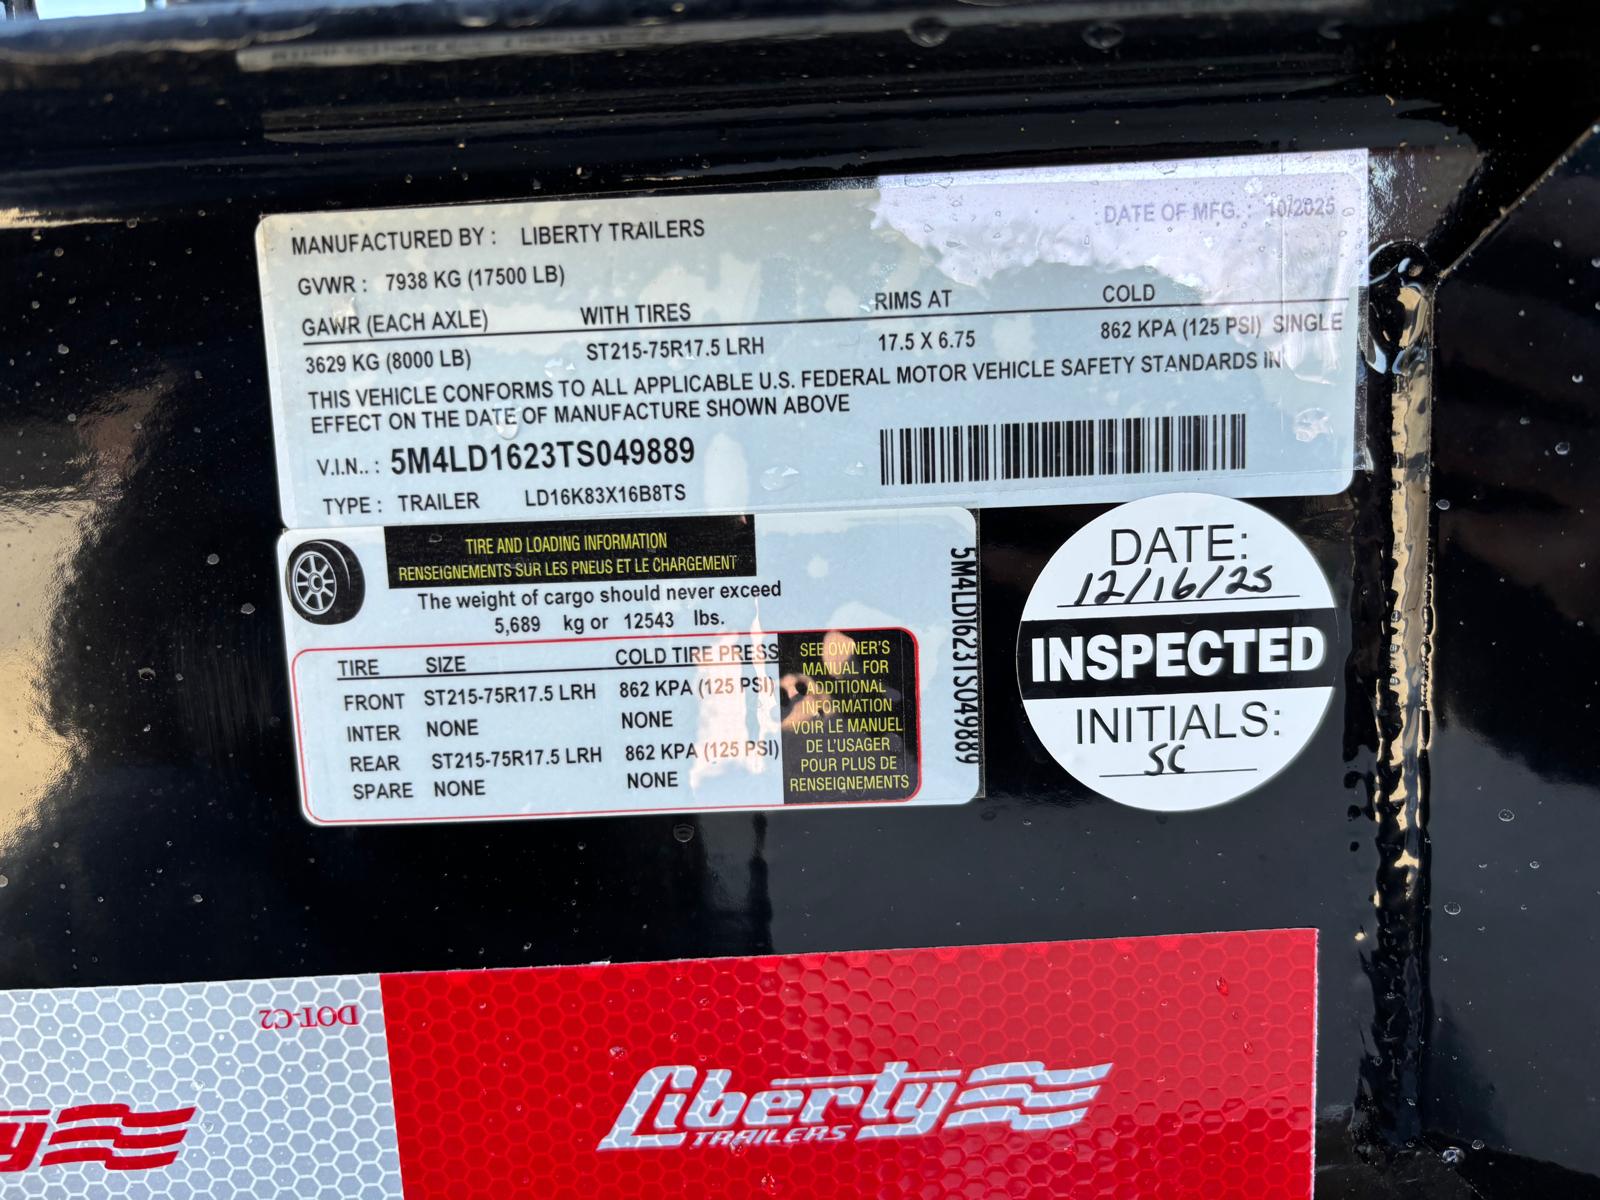 MANUFACTURED BY : LIBERTY TRAILERS
DATE OF MFG. : 10/2025
GVWR : 7938 KG (17500 LB)
GAWR (EACH AXLE) WITH TIRES RIMS AT COLD
3629 KG (8000 LB) ST215-75R17.5 LRH 17.5 X 6.75 862 KPA (125 PSI) SINGLE
THIS VEHICLE CONFORMS TO ALL APPLICABLE U.S. FEDERAL MOTOR VEHICLE SAFETY STANDARDS IN
EFFECT ON THE DATE OF MANUFACTURE SHOWN ABOVE
V.I.N.. : 5M4LD1623TS049889
TYPE : TRAILER LD16K83X16B8TS
TIRE AND LOADING INFORMATION
RENSEIGNEMENTS SUR LES PNEUS ET LE CHARGEMENT
The weight of cargo should never exceed
5,689 kg or 12543 lbs.
TIRE SIZE COLD TIRE PRESS
FRONT ST215-75R17.5 LRH 862 KPA (125 PSI)
INTER NONE NONE
REAR ST215-75R17.5 LRH 862 KPA (125 PSI)
SPARE NONE NONE
SEE OWNER'S
MANUAL FOR
ADDITIONAL
INFORMATION
VOIR LE MANUEL
DE L'USAGER
POUR PLUS DE
RENSEIGNEMENTS
5M4LD1623TS049889
DATE:
12/16/25
INSPECTED
INITIALS:
SC
DOT-C2
Liberty
TRAILERS